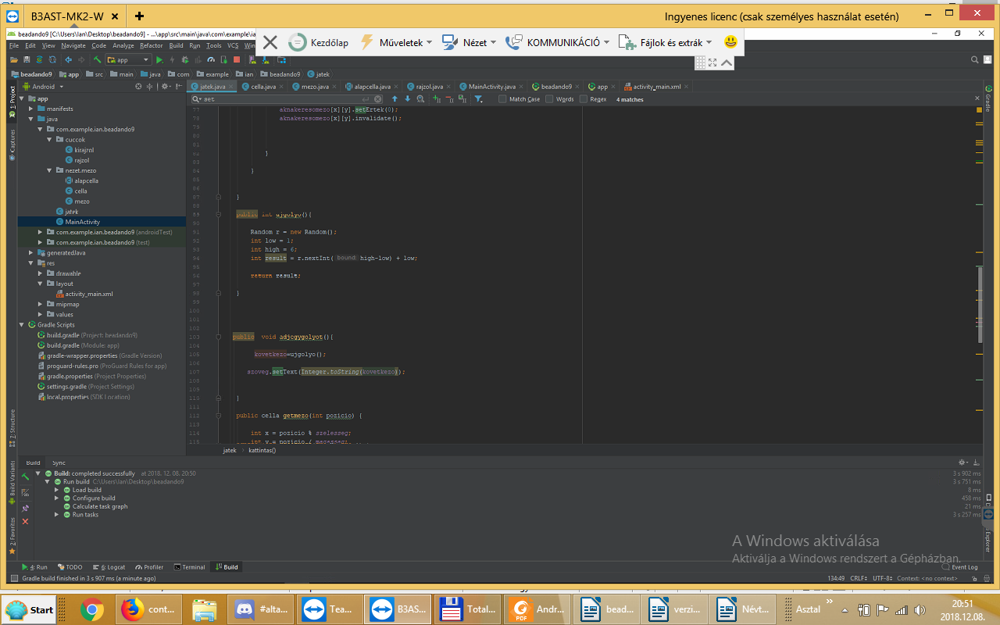 B3AST-MK2-W
Ingyenes licenc (csak személyes használat esetén)
beadando9 [C:\Users\Ian\Desktop\beadando9] - ...\app\src\main\java\com\example\ia
Kezdőlap Műveletek Nézet KOMMUNIKÁCIÓ Fájlok és extrák
File Edit View Navigate Code Analyze Refactor Build Run Tools VCS Win
app
beadando9 app src main java com example ian beadando9 jatek
Android
jatek.java cella.java mezo.java alapcella.java rajzol.java MainActivity.java beadando9 app activity_main.xml
set
Match Case Words Regex 4 matches
1: Project
Captures
7: Structure
Build Variants
2: Favorites
Gradle
Explorer
app
manifests
java
com.example.ian.beadando9
cuccok
kirajzol
rajzol
nezet.mezo
alapcella
cella
mezo
jatek
MainActivity
com.example.ian.beadando9 (androidTest)
com.example.ian.beadando9 (test)
generatedJava
res
drawable
layout
activity_main.xml
mipmap
values
Gradle Scripts
build.gradle (Project: beadando9)
build.gradle (Module: app)
gradle-wrapper.properties (Gradle Version)
proguard-rules.pro (ProGuard Rules for app)
gradle.properties (Project Properties)
settings.gradle (Project Settings)
local.properties (SDK Location)
77 aknakeresomezo[x][y].setErtek(0);
78 aknakeresomezo[x][y].invalidate();
79
80
81
82 }
83
84 }
85
86
87 }
88
89 public int ujgolyo(){
90
91 Random r = new Random();
92 int low = 1;
93 int high = 6;
94 int result = r.nextInt( bound: high-low) + low;
95
96 return result;
97
98 }
99
100
101
102
103 public void adjegygolyot(){
104
105 kovetkezo=ujgolyo();
106
107 szoveg.setText(Integer.toString(kovetkezo));
108
109
110 }
111
112 public cella getmezo(int pozicio) {
113
114 int x = pozicio % szelesseg;
115
jatek kattintas()
Build Sync
Build: completed successfully at 2018. 12. 08. 20:50 3 s 902 ms
Run build C:\Users\Ian\Desktop\beadando9 3 s 751 ms
Load build 8 ms
Configure build 458 ms
Calculate task graph 21 ms
Run tasks 3 s 257 ms
A Windows aktiválása
Aktiválja a Windows rendszert a Gépházban.
4: Run TODO 6: Logcat Profiler Terminal Build Event Log
Gradle build finished in 3 s 907 ms (a minute ago) 134:49 CRLF UTF-8 Context: <no context>
Start cont... #alta... Tea... B3AS... Total... Andr... bead... verzi... Névt... Asztal
PDF
20:51
2018.12.08.